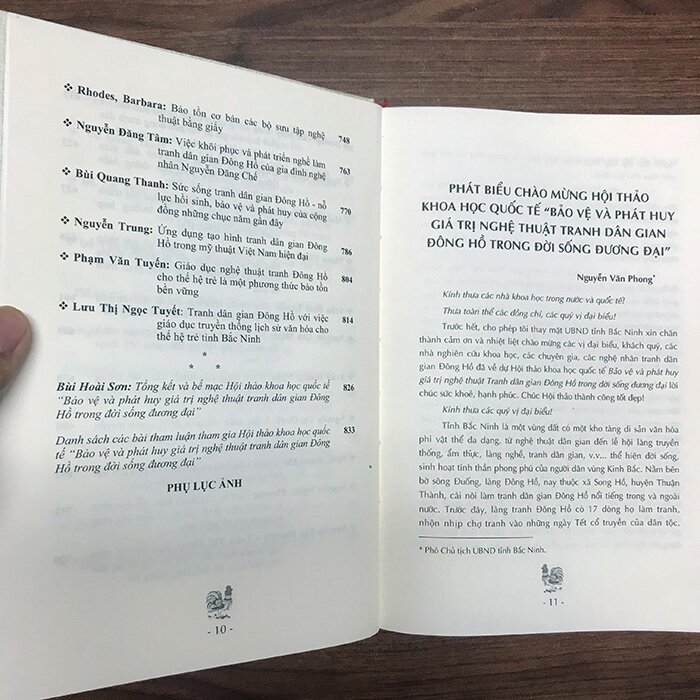 ❖ Rhodes, Barbara: Bảo tồn cơ bản các bộ sưu tập nghệ
thuật bằng giấy 748
❖ Nguyễn Đăng Tâm: Việc khôi phục và phát triển nghề làm
tranh dân gian Đông Hồ của gia đình nghệ 763
nhân Nguyễn Đăng Chế
❖ Bùi Quang Thanh: Sức sống tranh dân gian Đông Hồ - nỗ
lực hồi sinh, bảo vệ và phát huy của cộng 770
đồng những chục năm gần đây
❖ Nguyễn Trung: Ứng dụng tạo hình tranh dân gian Đông
Hồ trong mỹ thuật Việt Nam hiện đại 786
❖ Phạm Văn Tuyến: Giáo dục nghệ thuật tranh Đông Hồ
cho thế hệ trẻ là một phương thức bảo tồn 804
bền vững
❖ Lưu Thị Ngọc Tuyết: Tranh dân gian Đông Hồ với việc
giáo dục truyền thống lịch sử văn hóa cho 814
thế hệ trẻ tỉnh Bắc Ninh
* * *
Bùi Hoài Sơn: Tổng kết và bế mạc Hội thảo khoa học quốc tế 826
“Bảo vệ và phát huy giá trị nghệ thuật tranh dân gian Đông
Hồ trong đời sống đương đại”
Danh sách các bài tham luận tham gia Hội thảo khoa học quốc 833
tế “Bảo vệ và phát huy giá trị nghệ thuật tranh dân gian Đông
Hồ trong đời sống đương đại”
PHỤ LỤC ẢNH
- 10 -
PHÁT BIỂU CHÀO MỪNG HỘI THẢO
KHOA HỌC QUỐC TẾ “BẢO VỆ VÀ PHÁT HUY
GIÁ TRỊ NGHỆ THUẬT TRANH DÂN GIAN
ĐÔNG HỒ TRONG ĐỜI SỐNG ĐƯƠNG ĐẠI”
Nguyễn Văn Phong*
Kính thưa các nhà khoa học trong nước và quốc tế!
Thưa toàn thể các đồng chí, các quý vị đại biểu!
Trước hết, cho phép tôi thay mặt UBND tỉnh Bắc Ninh xin chân
thành cảm ơn và nhiệt liệt chào mừng các vị đại biểu, khách quý, các
nhà nghiên cứu khoa học, các chuyên gia, các nghệ nhân tranh dân
gian Đông Hồ đã về dự Hội thảo khoa học quốc tế Bảo vệ và phát huy
giá trị nghệ thuật Tranh dân gian Đông Hồ trong đời sống đương đại lời
chúc sức khoẻ, hạnh phúc. Chúc Hội thảo thành công tốt đẹp!
Kính thưa các quý vị đại biểu!
Tỉnh Bắc Ninh là một vùng đất có một kho tàng di sản văn hóa
phi vật thể đa dạng, từ nghệ thuật dân gian đến lễ hội làng truyền
thống, ẩm thực, làng nghề, tranh dân gian, v.v... thể hiện đời sống,
sinh hoạt tinh thần phong phú của người dân vùng Kinh Bắc. Nằm bên
bờ sông Đuống, làng Đông Hồ, nay thuộc xã Song Hồ, huyện Thuận
Thành, cái nôi làm tranh dân gian Đông Hồ nổi tiếng trong và ngoài
nước. Trước đây, làng tranh Đông Hồ có 17 dòng họ làm tranh,
nhộn nhịp chợ tranh vào những ngày Tết cổ truyền của dân tộc.
* Phó Chủ tịch UBND tỉnh Bắc Ninh.
- 11 -